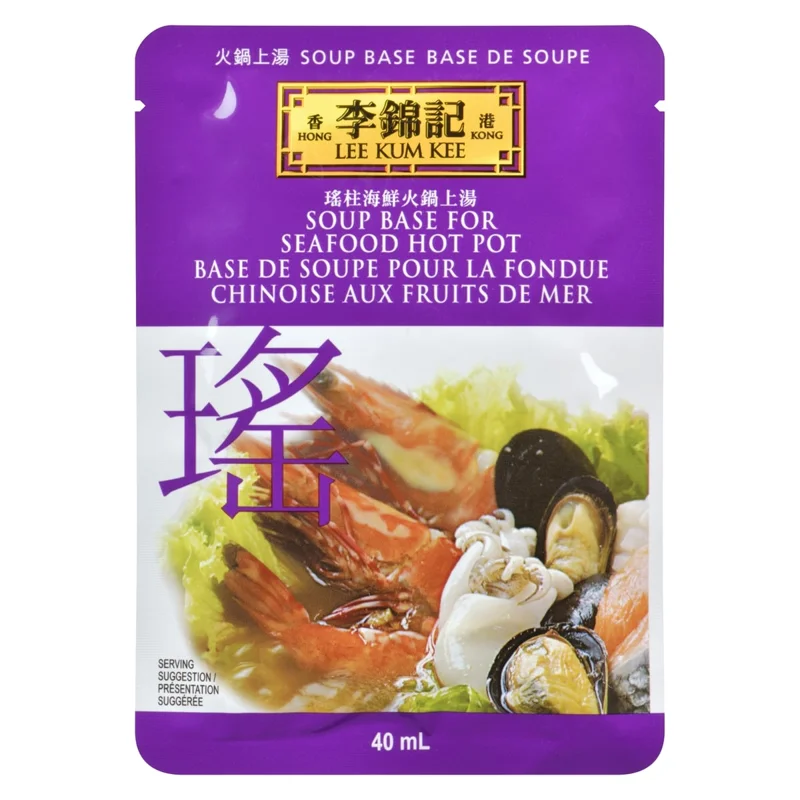 火鍋上湯 SOUP BASE BASE DE SOUPE
香 李錦記 港
HONG KONG
LEE KUM KEE
瑤柱海鮮火鍋上湯
SOUP BASE FOR
SEAFOOD HOT POT
BASE DE SOUPE POUR LA FONDUE
CHINOISE AUX FRUITS DE MER
瑤
SERVING
SUGGESTION /
PRÉSENTATION
SUGGÉRÉE
40 mL